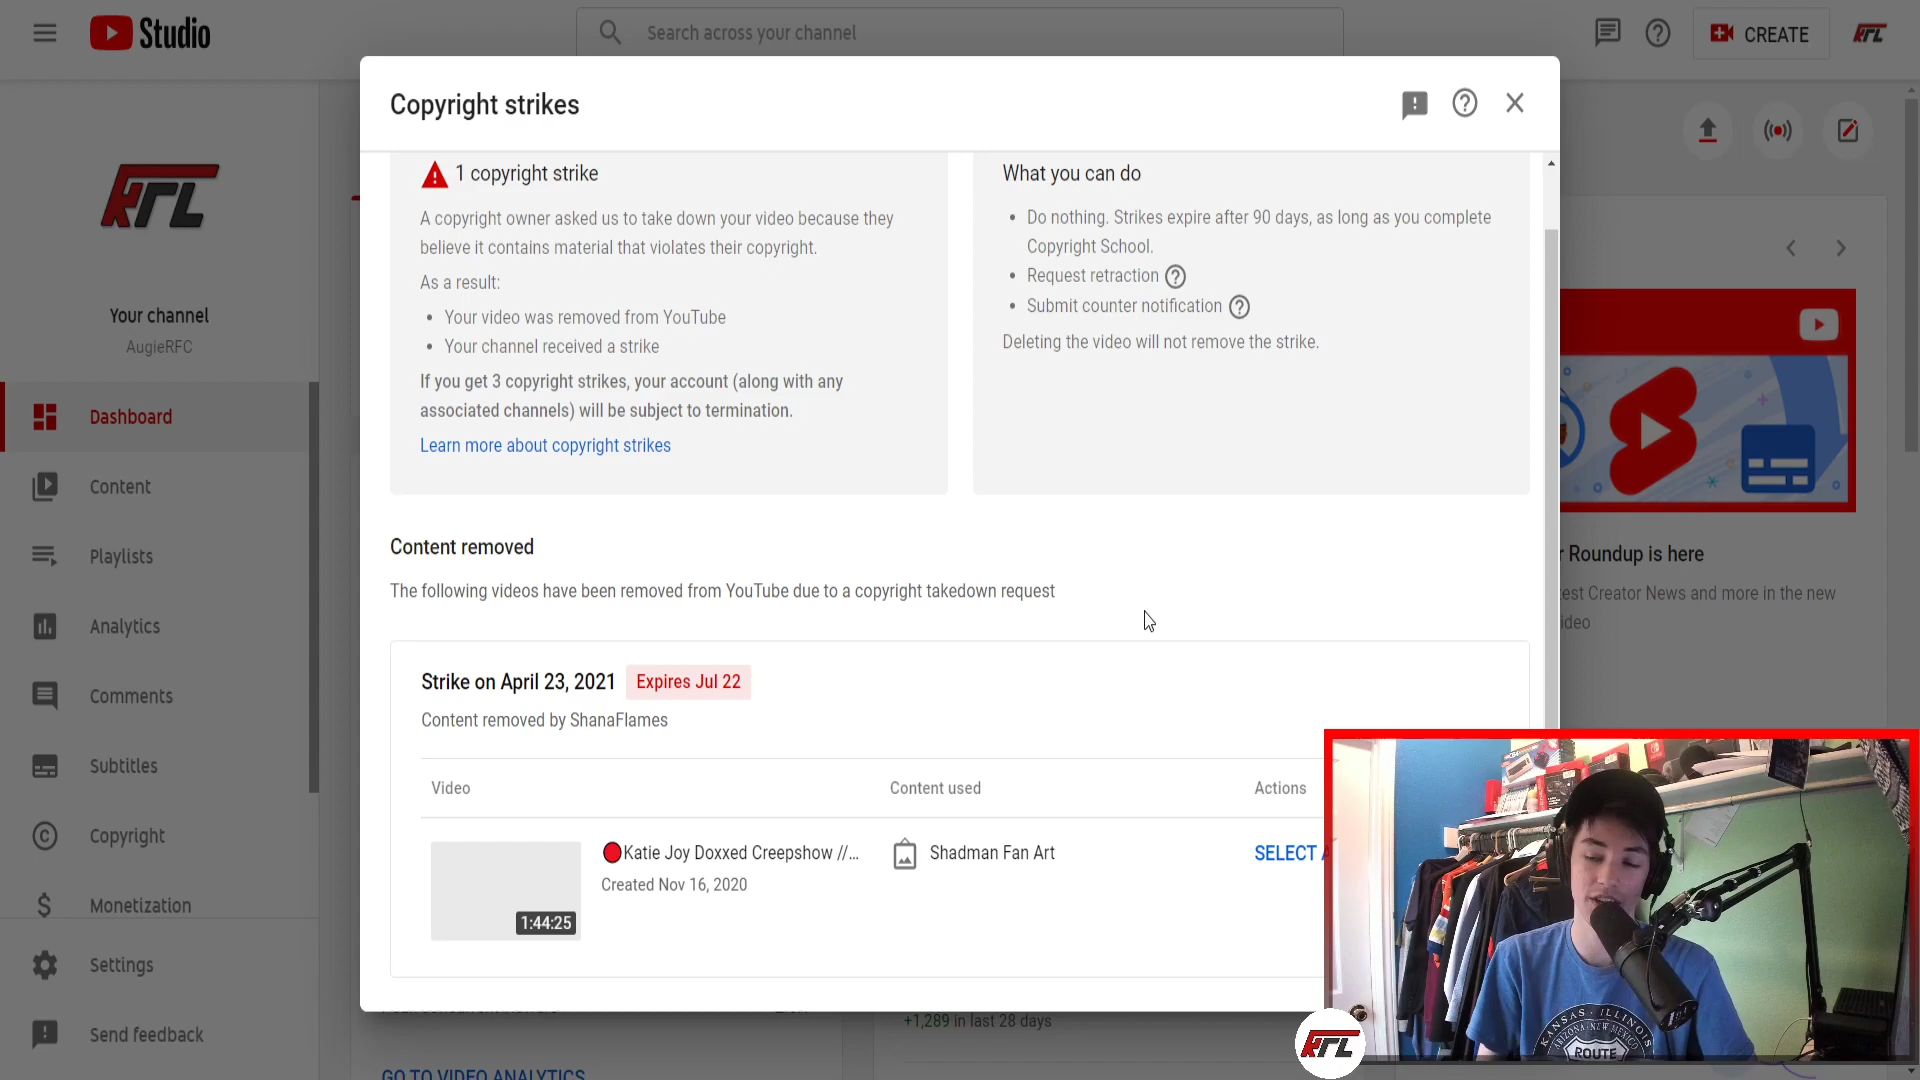 Studio
Search across your channel
CREATE
Copyright strikes
1 copyright strike
A copyright owner asked us to take down your video because they
believe it contains material that violates their copyright.
As a result:
Your video was removed from YouTube
Your channel received a strike
If you get 3 copyright strikes, your account (along with any
associated channels) will be subject to termination.
Learn more about copyright strikes
What you can do
Do nothing. Strikes expire after 90 days, as long as you complete
Copyright School.
Request retraction
Submit counter notification
Deleting the video will not remove the strike.
Your channel
AugieRFC
Dashboard
Content
Playlists
Analytics
Comments
Subtitles
Copyright
Monetization
Settings
Send feedback
Content removed
The following videos have been removed from YouTube due to a copyright takedown request
Strike on April 23, 2021 Expires Jul 22
Content removed by ShanaFlames
Video Content used Actions
Katie Joy Doxxed Creepshow //...
Created Nov 16, 2020
1:44:25
Shadman Fan Art
SELECT A
Roundup is here
est Creator News and more in the new
ideo
+1,289 in last 28 days
GO TO VIDEO ANALYTICS
KANSAS · ILLINOIS
ARIZONA · NEW MEXICO
ROUTE